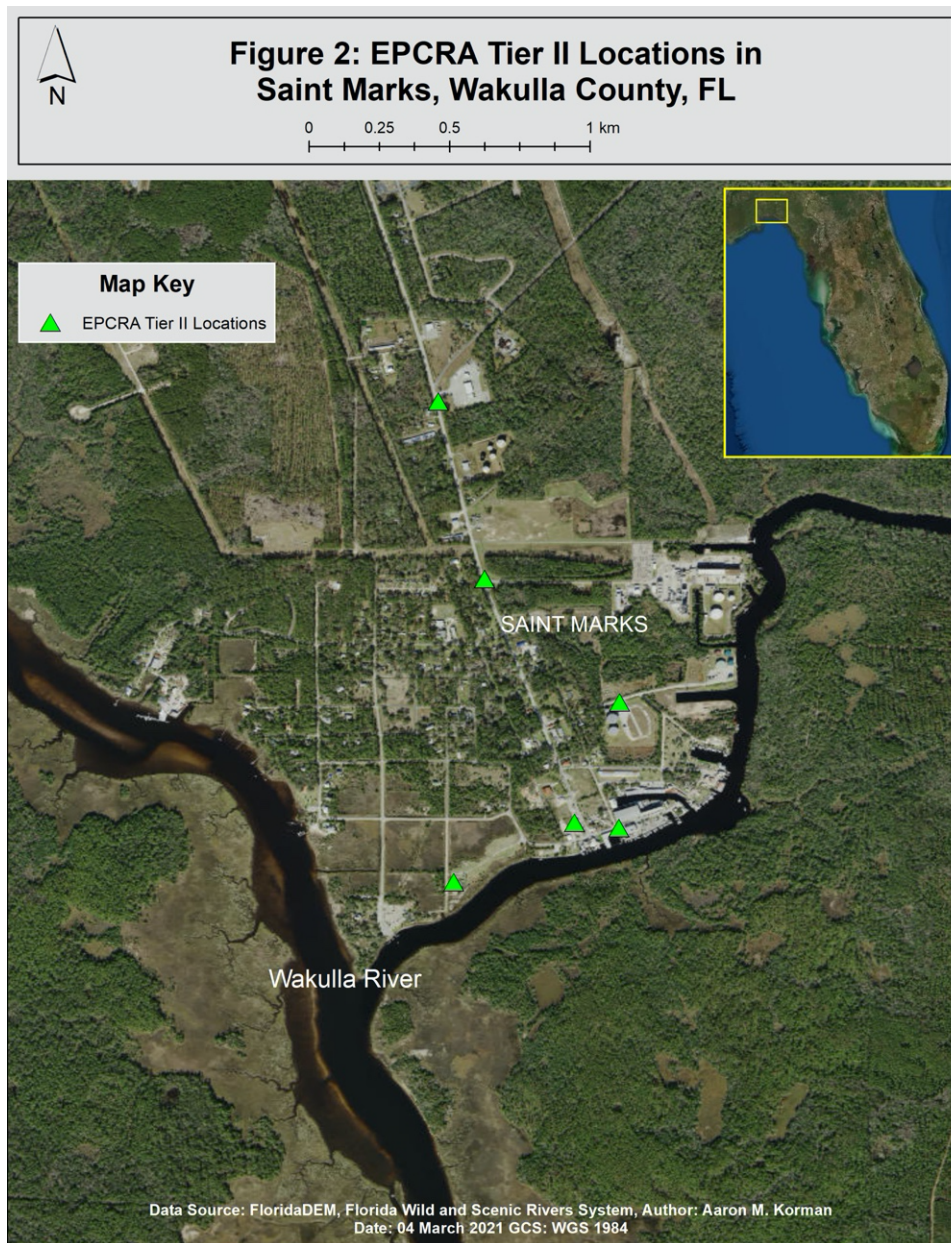 Figure 2: EPCRA Tier II Locations in
Saint Marks, Wakulla County, FL
N
0 0.25 0.5 1 km
Map Key
EPCRA Tier II Locations
SAINT MARKS
Wakulla River
Data Source: FloridaDEM, Florida Wild and Scenic Rivers System, Author: Aaron M. Korman
Date: 04 March 2021 GCS: WGS 1984